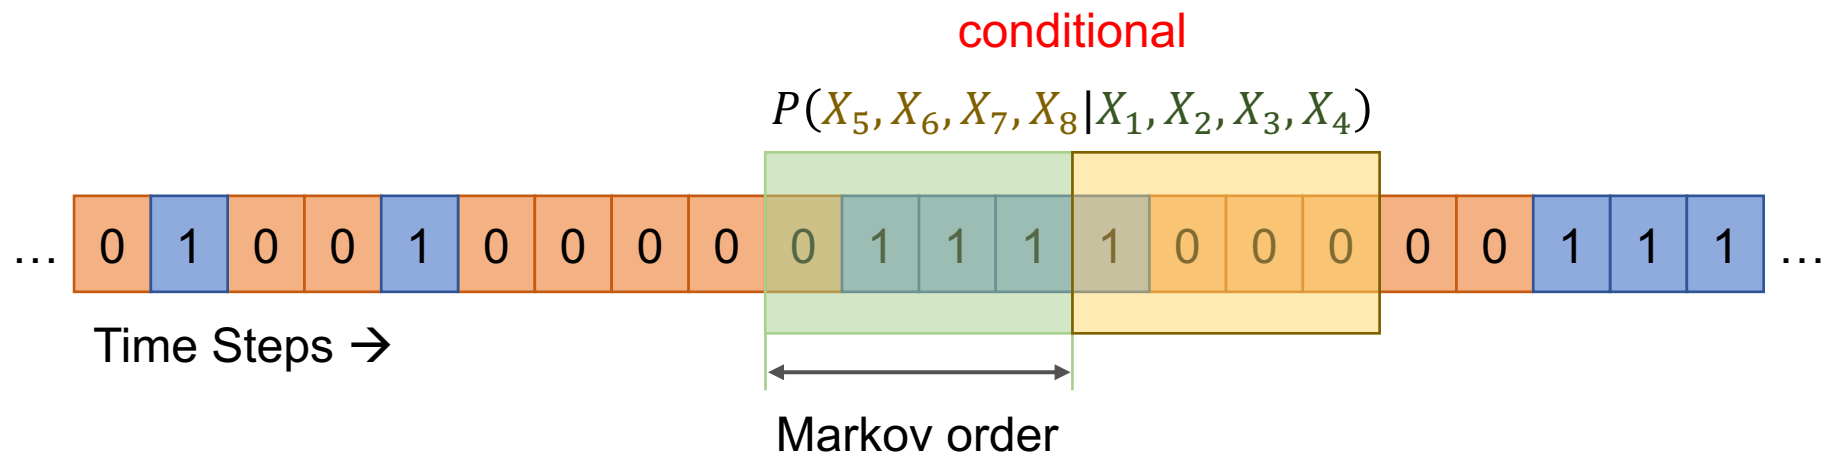 conditional
P(X₅, X₆, X₇, X₈|X₁, X₂, X₃, X₄)
... 0 1 0 0 1 0 0 0 0 0 1 1 1 1 0 0 0 0 0 1 1 1 ...
Time Steps →
Markov order